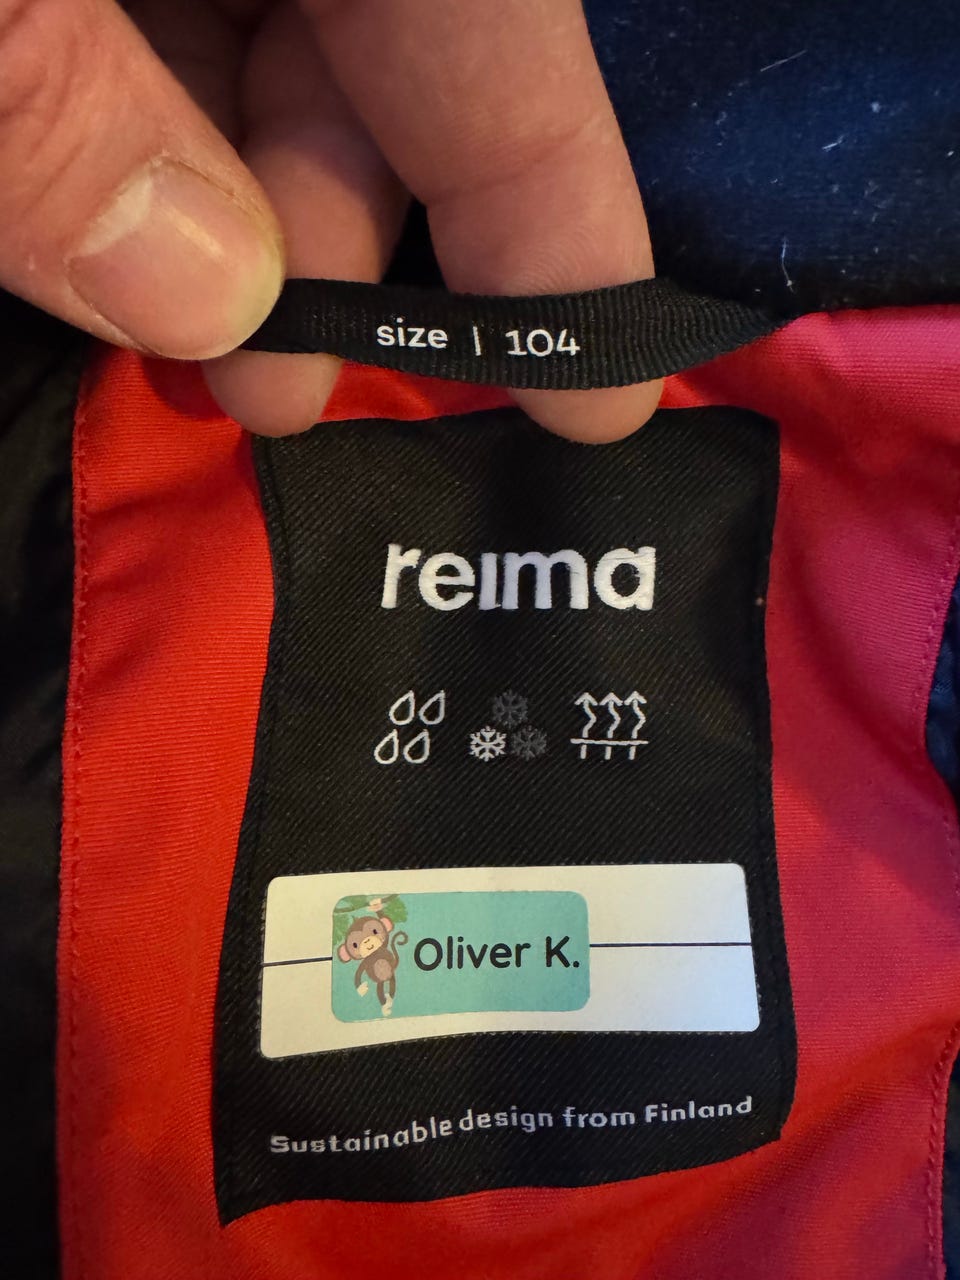 size | 104
reima
Oliver K.
Sustainable design from Finland